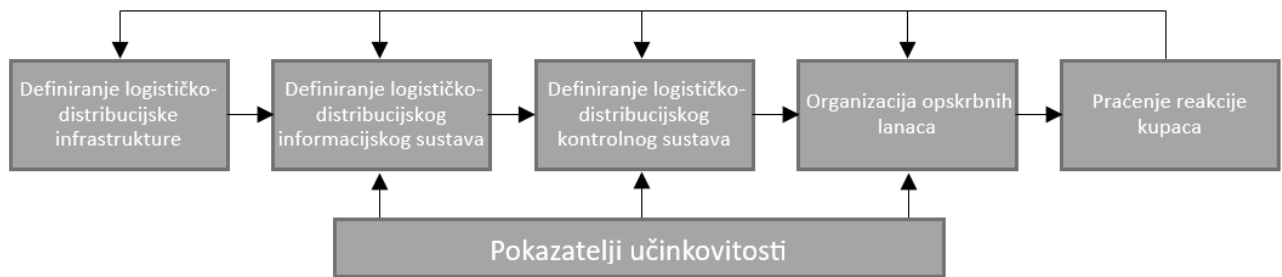 Definiranje logističko-
distribucijske
infrastrukture
Definiranje logističko-
distribucijskog
informacijskog sustava
Definiranje logističko-
distribucijskog
kontrolnog sustava
Organizacija opskrbnih
lanaca
Praćenje reakcije
kupaca
Pokazatelji učinkovitosti